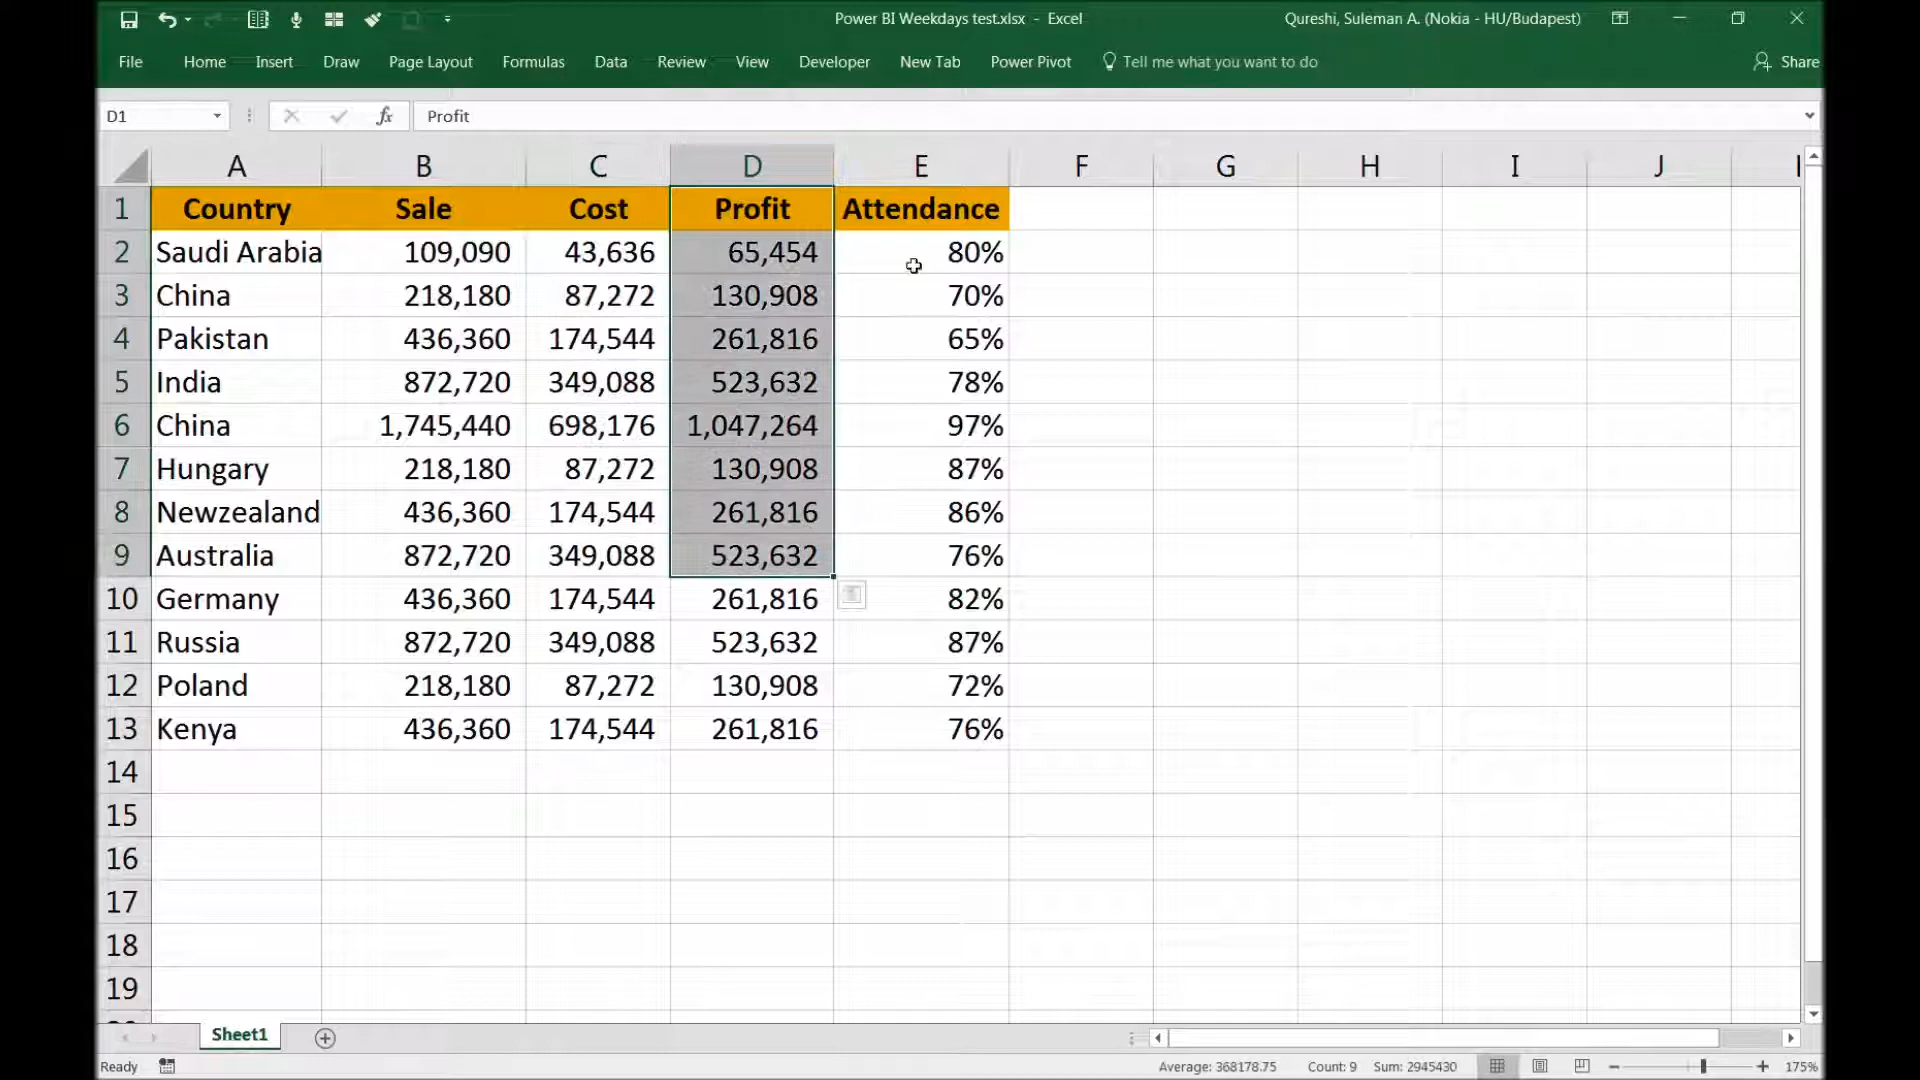 Power BI Weekdays test.xlsx - Excel
Qureshi, Suleman A. (Nokia - HU/Budapest)
File Home Insert Draw Page Layout Formulas Data Review View Developer New Tab Power Pivot Tell me what you want to do Share
D1 fx Profit
A B C D E F G H I J
1 Country Sale Cost Profit Attendance
2 Saudi Arabia 109,090 43,636 65,454 80%
3 China 218,180 87,272 130,908 70%
4 Pakistan 436,360 174,544 261,816 65%
5 India 872,720 349,088 523,632 78%
6 China 1,745,440 698,176 1,047,264 97%
7 Hungary 218,180 87,272 130,908 87%
8 Newzealand 436,360 174,544 261,816 86%
9 Australia 872,720 349,088 523,632 76%
10 Germany 436,360 174,544 261,816 82%
11 Russia 872,720 349,088 523,632 87%
12 Poland 218,180 87,272 130,908 72%
13 Kenya 436,360 174,544 261,816 76%
14
15
16
17
18
19
Sheet1
Ready Average: 368178.75 Count: 9 Sum: 2945430 175%